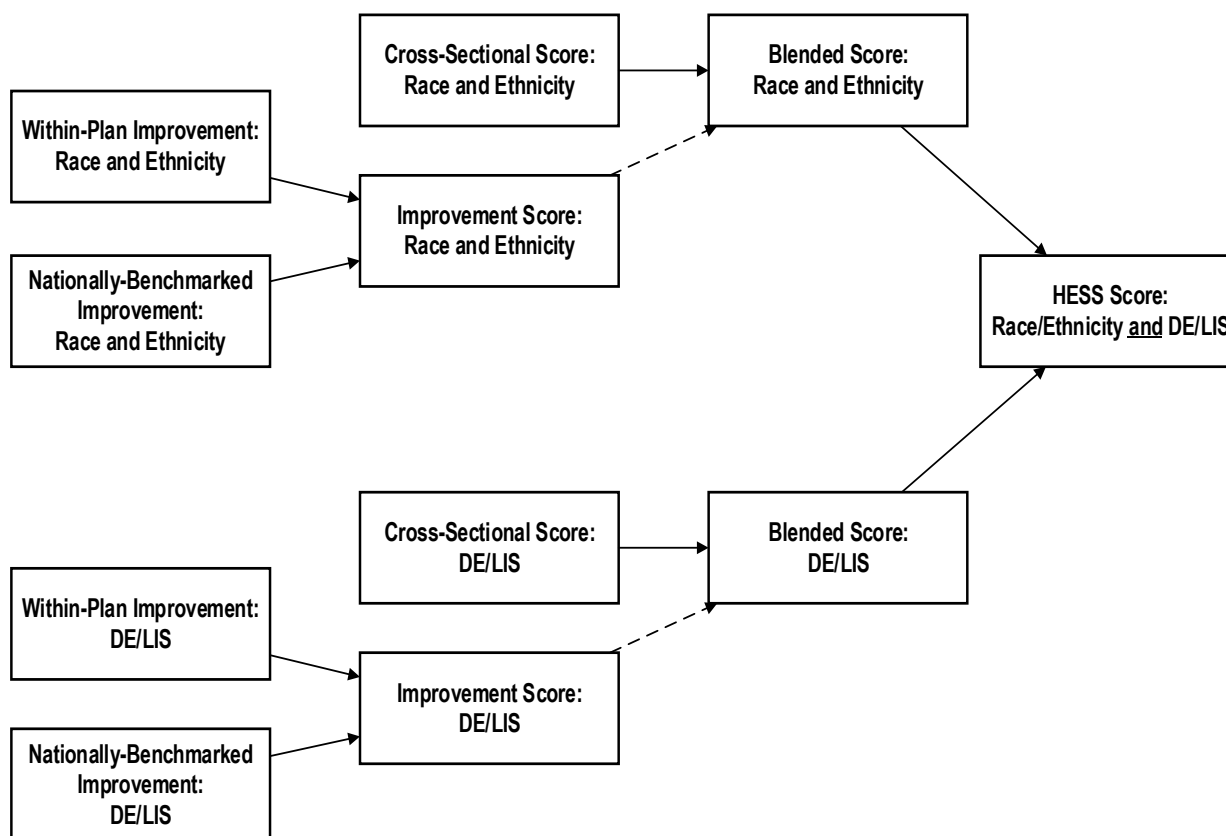 Cross-Sectional Score:
Race and Ethnicity
Blended Score:
Race and Ethnicity
Within-Plan Improvement:
Race and Ethnicity
Improvement Score:
Race and Ethnicity
Nationally-Benchmarked
Improvement:
Race and Ethnicity
HESS Score:
Race/Ethnicity and DE/LIS
Cross-Sectional Score:
DE/LIS
Blended Score:
DE/LIS
Within-Plan Improvement:
DE/LIS
Improvement Score:
DE/LIS
Nationally-Benchmarked
Improvement:
DE/LIS